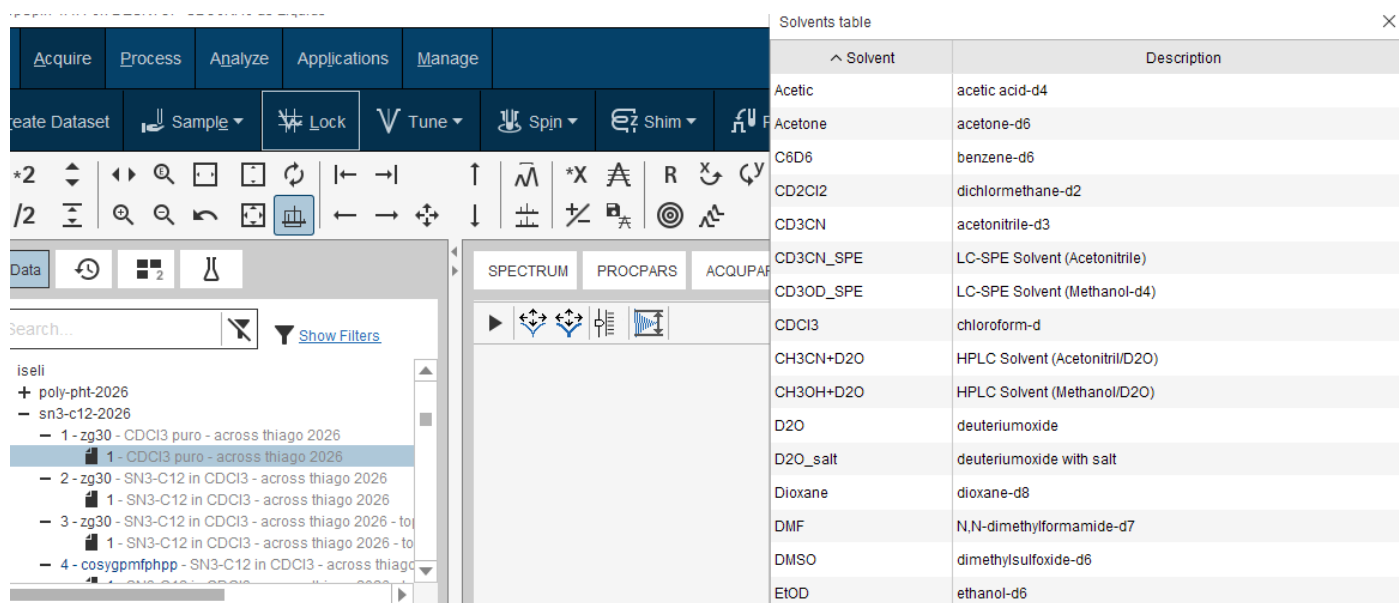 Solvents table
Acquire Process Analyze Applications Manage
Solvent Description
Acetic acetic acid-d4
reate Dataset Sample Lock Tune Spin Shim
Acetone acetone-d6
C6D6 benzene-d6
*2 *X R
CD2Cl2 dichlormethane-d2
/2
CD3CN acetonitrile-d3
CD3CN_SPE LC-SPE Solvent (Acetonitrile)
Data 2 SPECTRUM PROCPARS ACQUPAR
CD3OD_SPE LC-SPE Solvent (Methanol-d4)
Search... Show Filters
CDCl3 chloroform-d
CH3CN+D2O HPLC Solvent (Acetonitril/D2O)
iseli
poly-pht-2026
CH3OH+D2O HPLC Solvent (Methanol/D2O)
sn3-c12-2026
D2O deuteriumoxide
1 - zg30 - CDCl3 puro - across thiago 2026
1 - CDCl3 puro - across thiago 2026
D2O_salt deuteriumoxide with salt
2 - zg30 - SN3-C12 in CDCl3 - across thiago 2026
Dioxane dioxane-d8
1 - SN3-C12 in CDCl3 - across thiago 2026
3 - zg30 - SN3-C12 in CDCl3 - across thiago 2026 - to
DMF N,N-dimethylformamide-d7
1 - SN3-C12 in CDCl3 - across thiago 2026 - to
DMSO dimethylsulfoxide-d6
4 - cosygpmfphpp - SN3-C12 in CDCl3 - across thiago
EtOD ethanol-d6